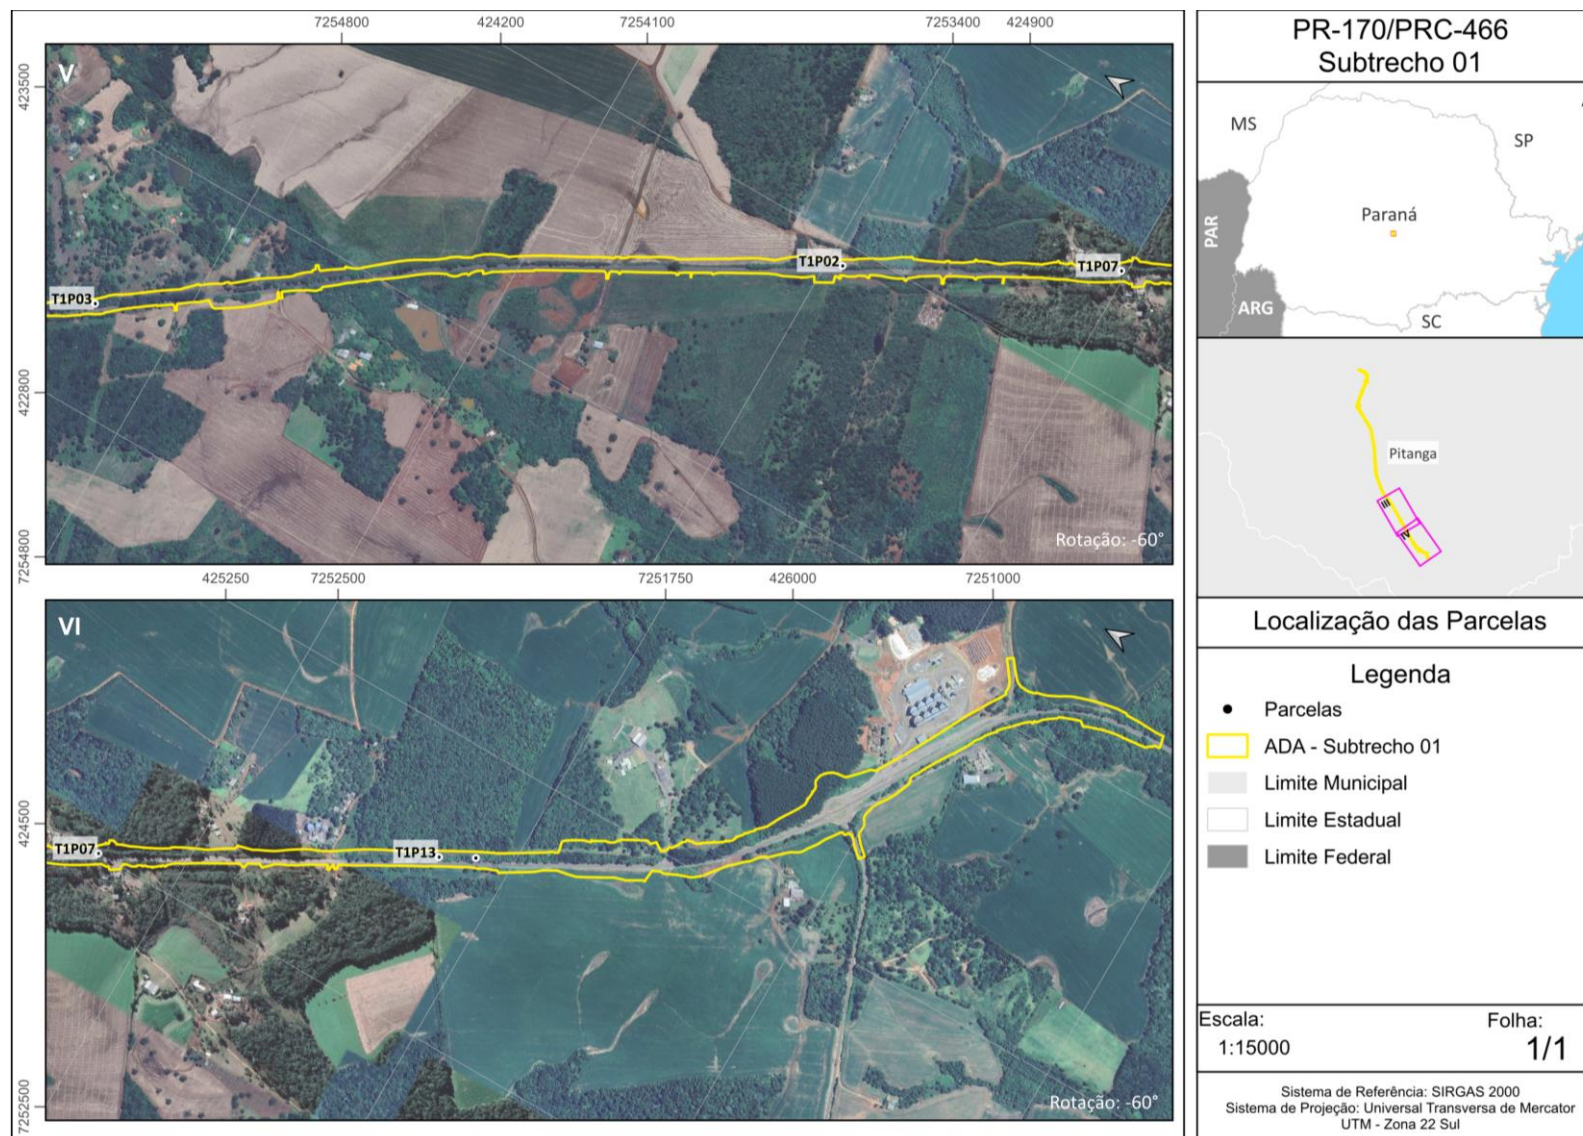 7254800
424200
7254100
7253400
424900
423500
422800
7254800
V
T1P03
T1P02
T1P07
Rotação: -60°
425250
7252500
7251750
426000
7251000
424500
7252500
VI
T1P07
T1P13
Rotação: -60°
PR-170/PRC-466
Subtrecho 01
MS
SP
PAR
Paraná
ARG
SC
Pitanga
III
IV
Localização das Parcelas
Legenda
Parcelas
ADA - Subtrecho 01
Limite Municipal
Limite Estadual
Limite Federal
Escala:
1:15000
Folha:
1/1
Sistema de Referência: SIRGAS 2000
Sistema de Projeção: Universal Transversa de Mercator
UTM - Zona 22 Sul